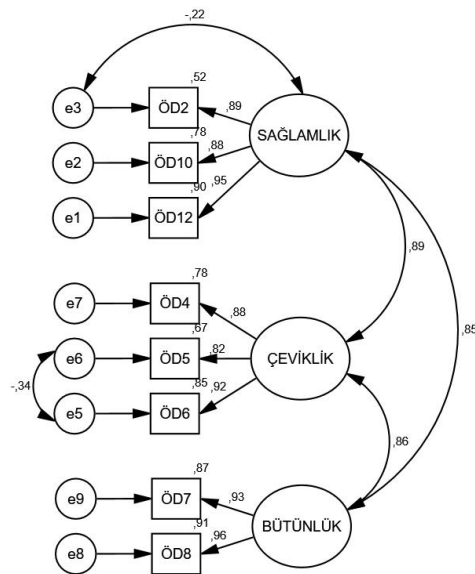 -,22
,52
e3 ÖD2 ,89
SAĞLAMLIK
,78
e2 ÖD10 ,88
,90 ,95
e1 ÖD12
,89
,78
e7 ÖD4 ,88
,67
e6 ÖD5 ,82
ÇEVİKLİK
,85
-,34
,85 ,92
e5 ÖD6
,86
,87
e9 ÖD7 ,93
BÜTÜNLÜK
,91
e8 ÖD8 ,96